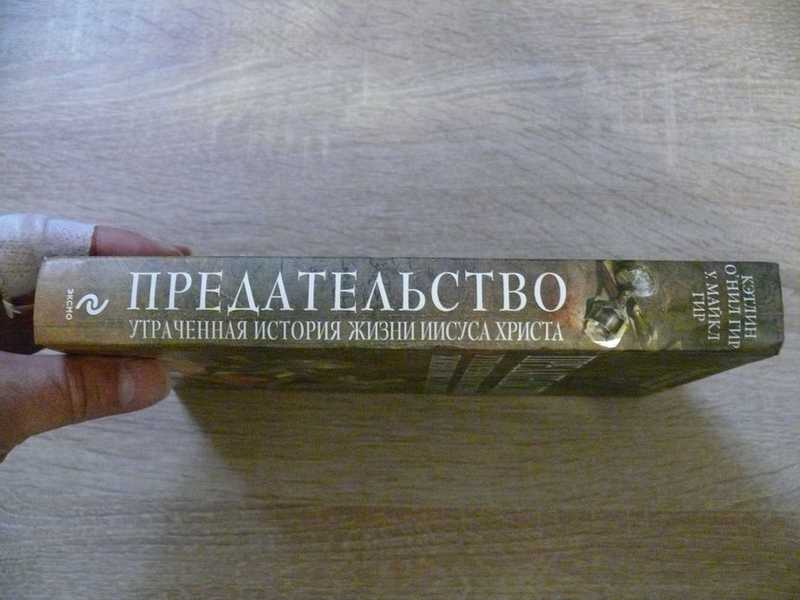 ЭКСМО
ПРЕДАТЕЛЬСТВО
УТРАЧЕННАЯ ИСТОРИЯ ЖИЗНИ ИИСУСА ХРИСТА
КЭТЛИН
О'НИЛ ГИР
У. МАЙКЛ
ГИР